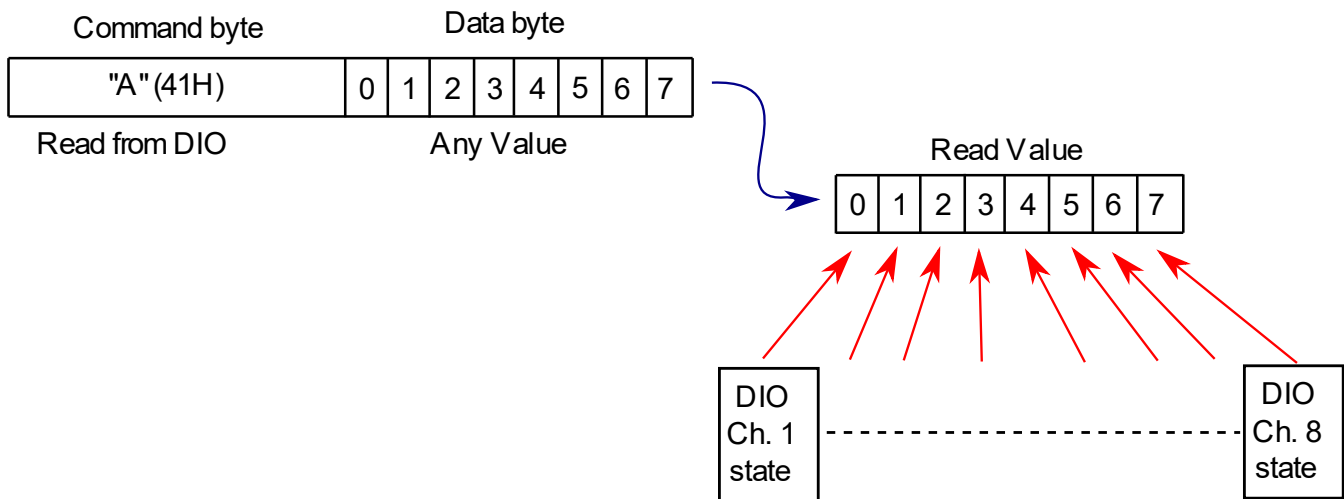 Command byte
Data byte
"A" (41H)
0 1 2 3 4 5 6 7
Read from DIO
Any Value
Read Value
0 1 2 3 4 5 6 7
DIO
Ch. 1
state
DIO
Ch. 8
state